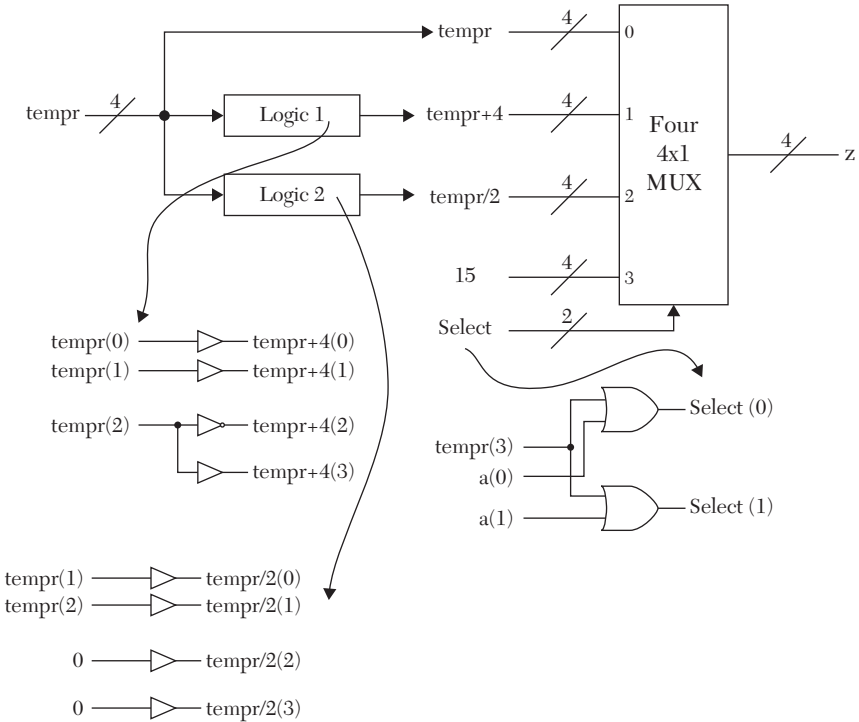 4
tempr
0
4
tempr
Logic 1
tempr+4
4
1
Four
4x1
MUX
4
z
Logic 2
tempr/2
4
2
15
4
3
Select
2
tempr(0)
tempr+4(0)
tempr(1)
tempr+4(1)
tempr(2)
tempr+4(2)
tempr+4(3)
Select (0)
tempr(3)
a(0)
Select (1)
a(1)
tempr(1)
tempr/2(0)
tempr(2)
tempr/2(1)
0
tempr/2(2)
0
tempr/2(3)